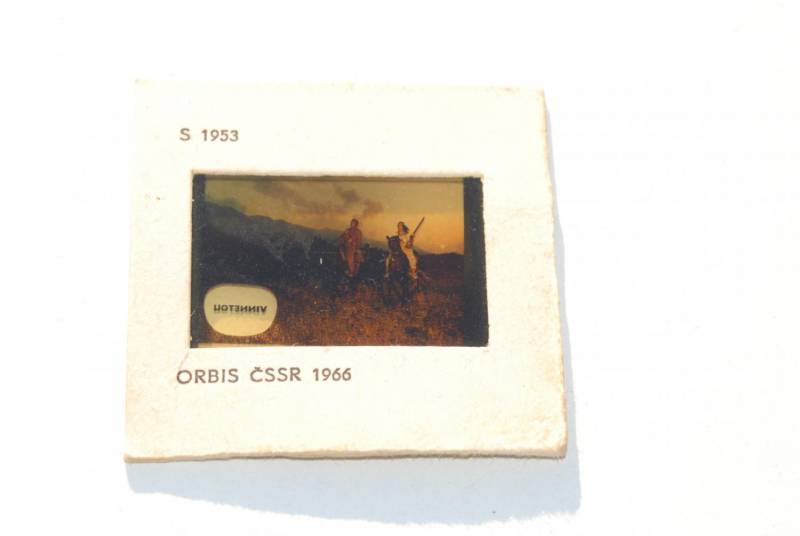 S 1953
VINNETOU
ORBIS ČSSR 1966